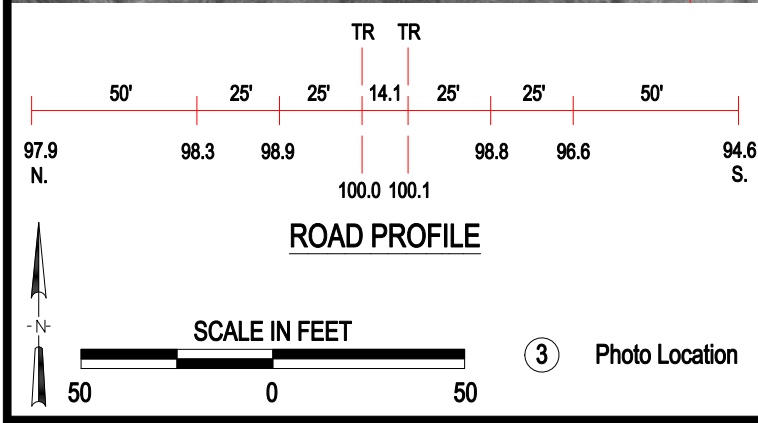 TR TR
50' 25' 25' 14.1 25' 25' 50'
97.9 98.3 98.9 98.8 96.6 94.6
N. S.
100.0 100.1
ROAD PROFILE
-N-
SCALE IN FEET
3 Photo Location
50 0 50